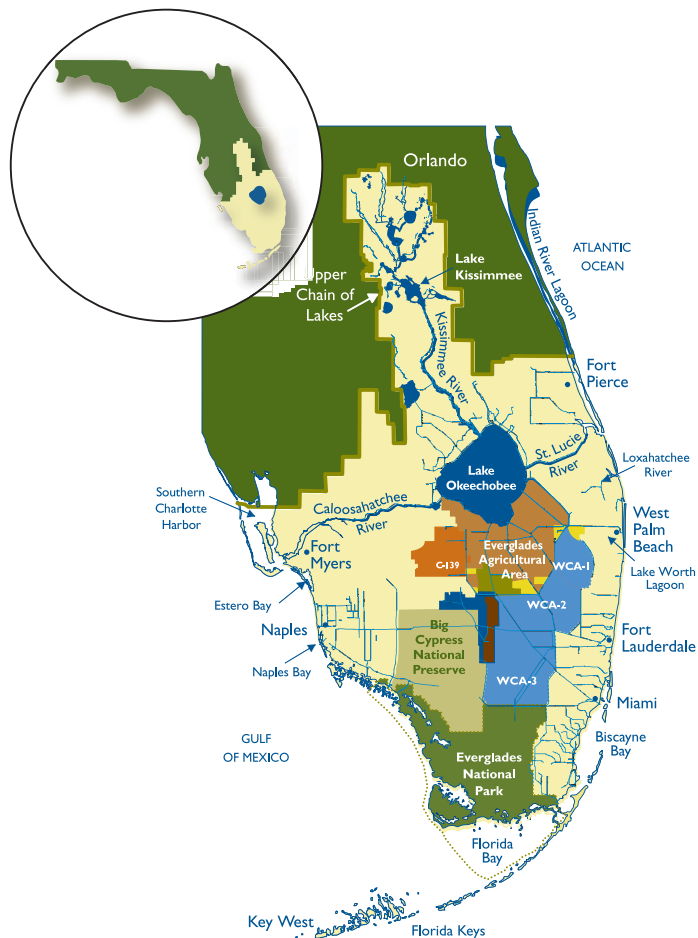 Orlando
Indian River Lagoon
ATLANTIC
OCEAN
Lake
Kissimmee
Upper
Chain of
Lakes
Kissimmee River
Fort
Pierce
St. Lucie
River
Lake
Okeechobee
Loxahatchee
River
Southern
Charlotte
Harbor
Caloosahatchee
River
West
Palm
Beach
Fort
Myers
C-139
Everglades
Agricultural
Area
WCA-1
Lake Worth
Lagoon
Estero Bay
WCA-2
Naples
Big
Cypress
National
Preserve
Fort
Lauderdale
Naples Bay
WCA-3
Miami
GULF
OF MEXICO
Biscayne
Bay
Everglades
National
Park
Florida
Bay
Key West
Florida Keys